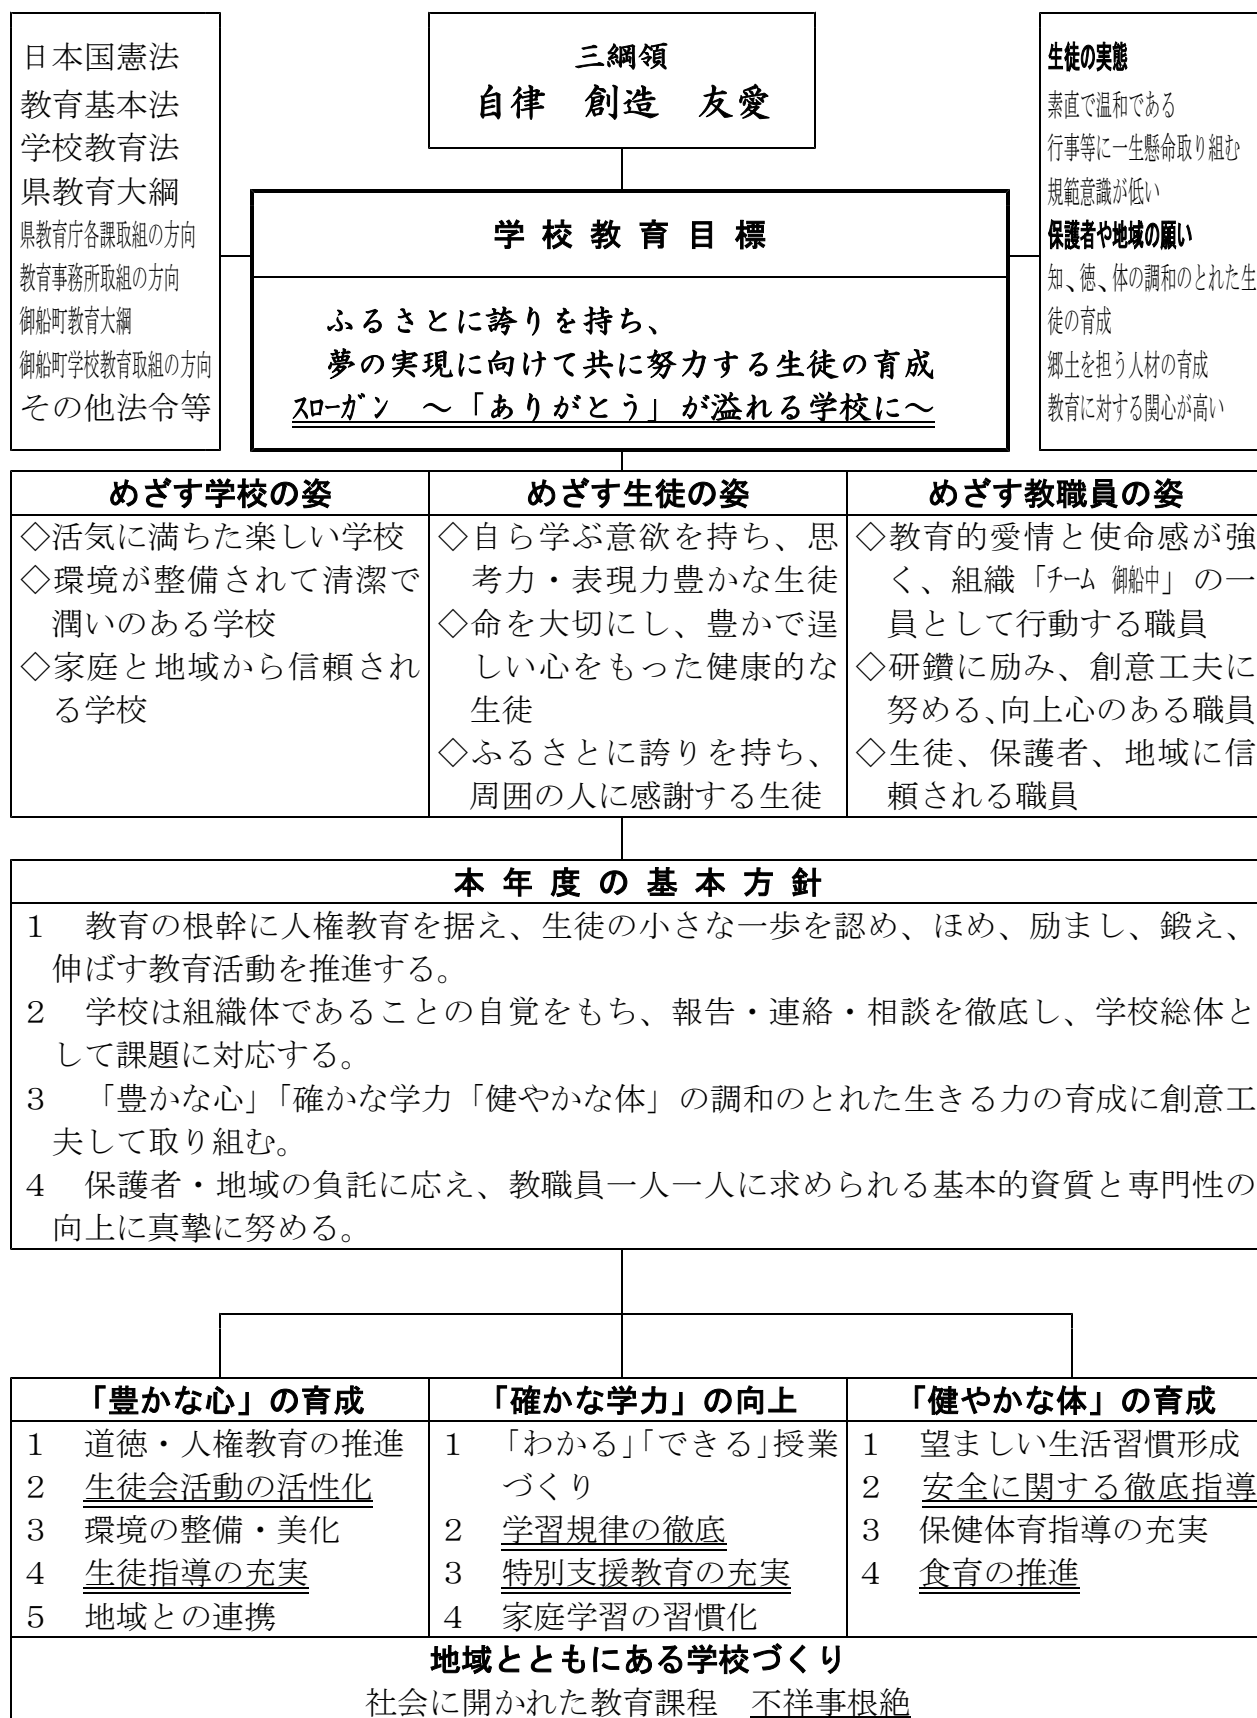 日本国憲法
教育基本法
学校教育法
県教育大綱
県教育庁各課取組の方向
教育事務所取組の方向
御船町教育大綱
御船町学校教育取組の方向
その他法令等
三綱領
自律 創造 友愛
生徒の実態
素直で温和である
行事等に一生懸命取り組む
規範意識が低い
保護者や地域の願い
知、徳、体の調和のとれた生
徒の育成
郷土を担う人材の育成
教育に対する関心が高い
学校教育目標
ふるさとに誇りを持ち、
夢の実現に向けて共に努力する生徒の育成
スローガン ～「ありがとう」が溢れる学校に～
めざす学校の姿
◇活気に満ちた楽しい学校
◇環境が整備されて清潔で
潤いのある学校
◇家庭と地域から信頼され
る学校
めざす生徒の姿
◇自ら学ぶ意欲を持ち、思
考力・表現力豊かな生徒
◇命を大切にし、豊かで逞
しい心をもった健康的な
生徒
◇ふるさとに誇りを持ち、
周囲の人に感謝する生徒
めざす教職員の姿
◇教育的愛情と使命感が強
く、組織「チーム 御船中」の一
員として行動する職員
◇研鑽に励み、創意工夫に
努める、向上心のある職員
◇生徒、保護者、地域に信
頼される職員
本年度の基本方針
1 教育の根幹に人権教育を据え、生徒の小さな一歩を認め、ほめ、励まし、鍛え、
伸ばす教育活動を推進する。
2 学校は組織体であることの自覚をもち、報告・連絡・相談を徹底し、学校総体と
して課題に対応する。
3 「豊かな心」「確かな学力「健やかな体」の調和のとれた生きる力の育成に創意工
夫して取り組む。
4 保護者・地域の負託に応え、教職員一人一人に求められる基本的資質と専門性の
向上に真摯に努める。
「豊かな心」の育成
1 道徳・人権教育の推進
2 生徒会活動の活性化
3 環境の整備・美化
4 生徒指導の充実
5 地域との連携
「確かな学力」の向上
1 「わかる」「できる」授業
づくり
2 学習規律の徹底
3 特別支援教育の充実
4 家庭学習の習慣化
「健やかな体」の育成
1 望ましい生活習慣形成
2 安全に関する徹底指導
3 保健体育指導の充実
4 食育の推進
地域とともにある学校づくり
社会に開かれた教育課程 不祥事根絶